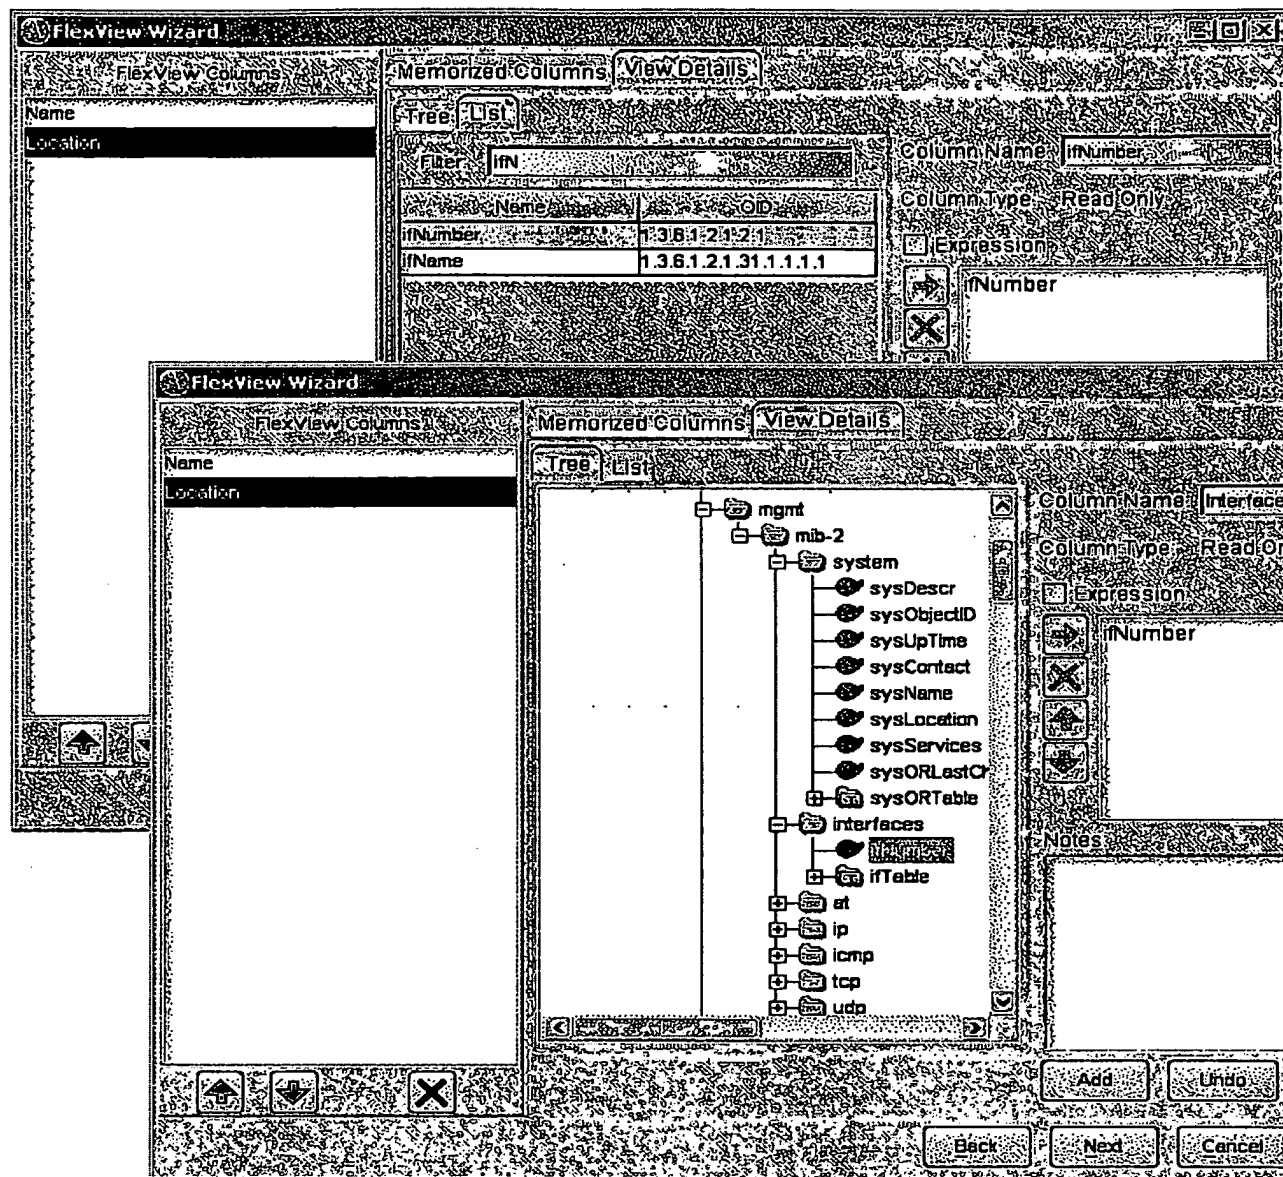 FlexView Wizard
FlexView Columns
Name
Location
Memorized Columns View Details
Tree List
Filter: ifN
Name OID
ifNumber 1.3.6.1.2.1.2.1
ifName 1.3.6.1.2.1.31.1.1.1.1
Column Name: ifNumber
Column Type: Read Only
Expression
ifNumber
FlexView Wizard
FlexView Columns
Name
Location
Memorized Columns View Details
Tree List
mgmt
mib-2
system
sysDescr
sysObjectID
sysUpTime
sysContact
sysName
sysLocation
sysServices
sysORLastCh
sysORTable
interfaces
ifTable
at
ip
icmp
tcp
udp
Column Name: Interface
Column Type: Read On
Expression
ifNumber
Notes
Add Undo
Back Next Cancel